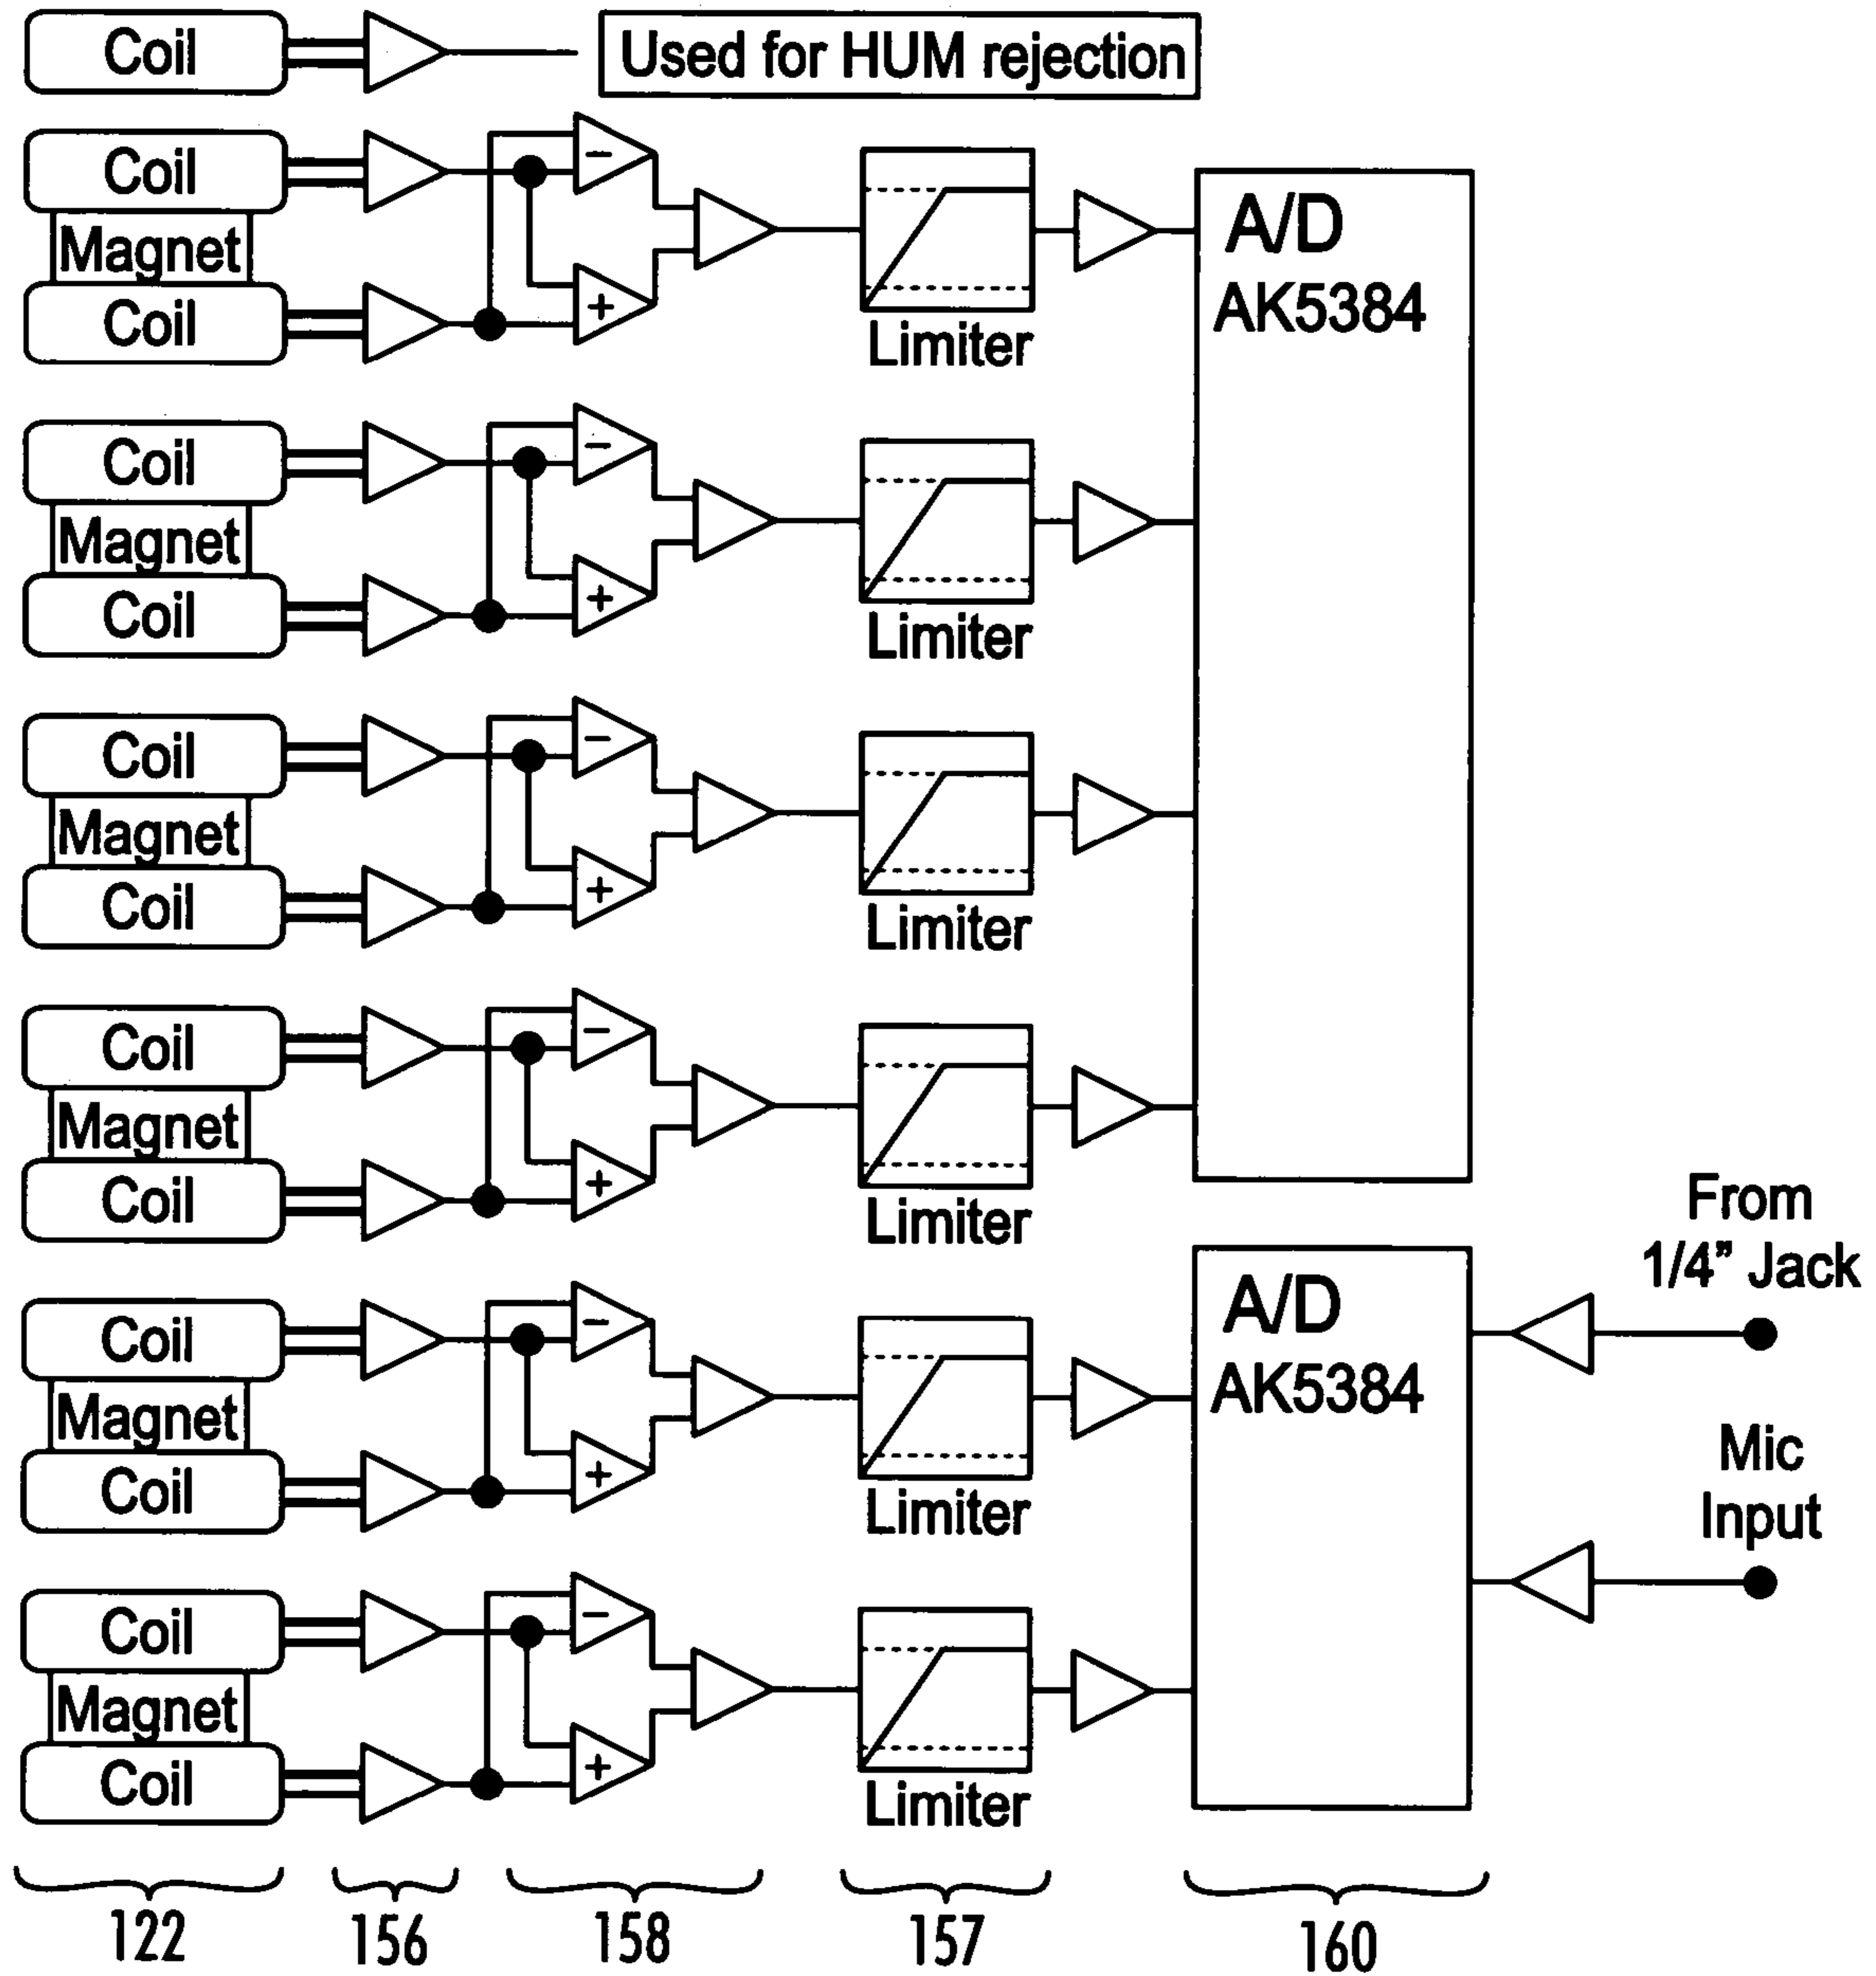 Coil
Used for HUM rejection
Coil
Magnet
Coil
−
+
Limiter
A/D
AK5384
Coil
Magnet
Coil
−
+
Limiter
Coil
Magnet
Coil
−
+
Limiter
Coil
Magnet
Coil
−
+
Limiter
From
1/4" Jack
Coil
Magnet
Coil
−
+
Limiter
A/D
AK5384
Mic
Input
Coil
Magnet
Coil
−
+
Limiter
122
156
158
157
160